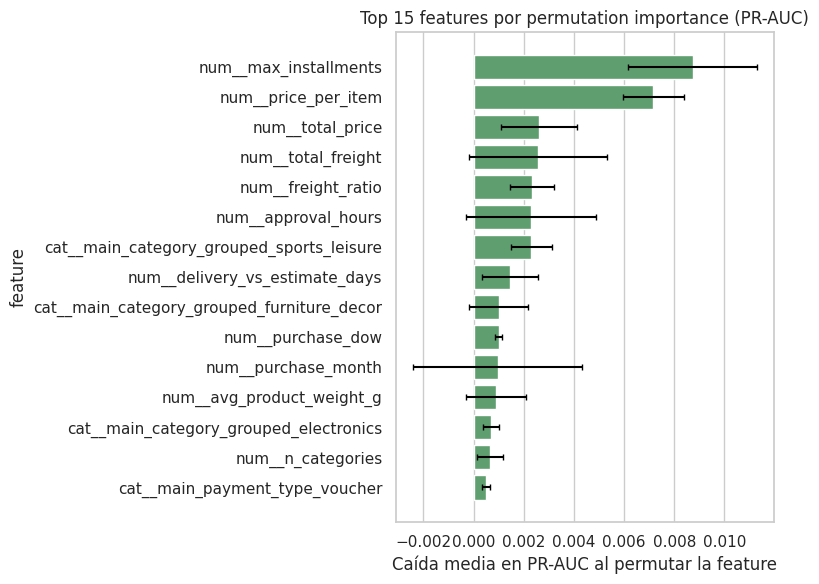 Top 15 features por permutation importance (PR-AUC)
num__max_installments
num__price_per_item
num__total_price
num__total_freight
num__freight_ratio
num__approval_hours
cat__main_category_grouped_sports_leisure
num__delivery_vs_estimate_days
cat__main_category_grouped_furniture_decor
num__purchase_dow
num__purchase_month
num__avg_product_weight_g
cat__main_category_grouped_electronics
num__n_categories
cat__main_payment_type_voucher
feature
−0.002 0.000 0.002 0.004 0.006 0.008 0.010
Caída media en PR-AUC al permutar la feature